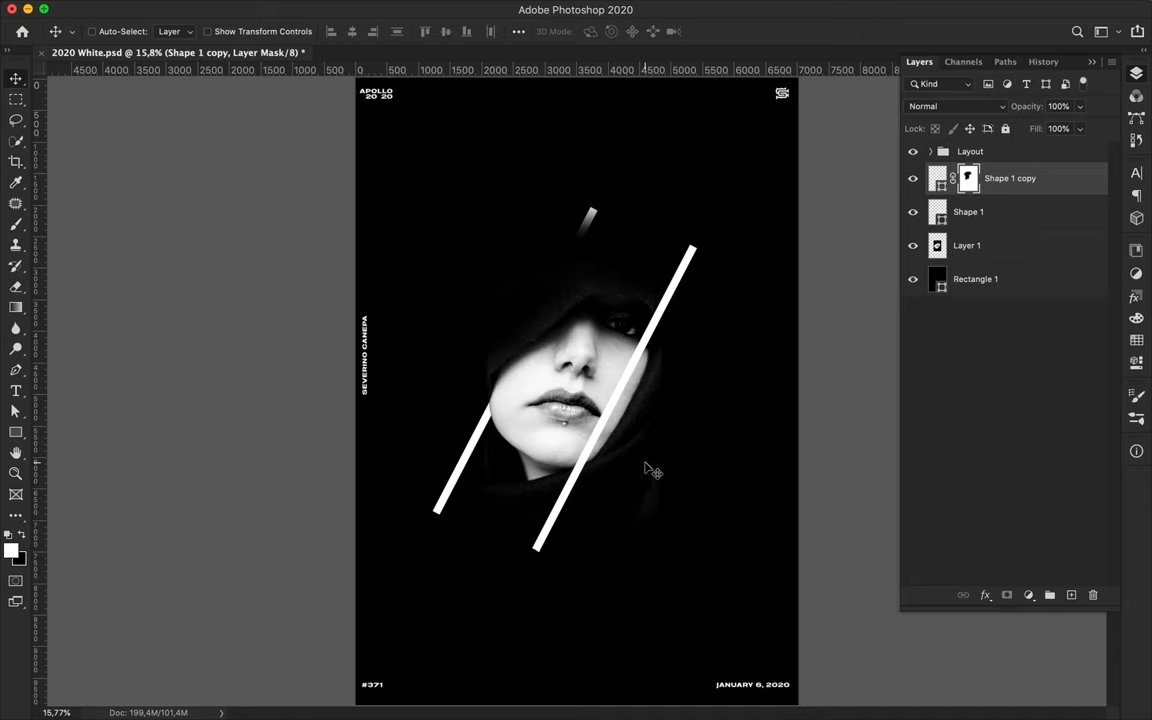 Adobe Photoshop 2020
Auto-Select:
Layer
Show Transform Controls
3D Mode:
2020 White.psd @ 15,8% (Shape 1 copy, Layer Mask/8) *
4500 4000 3500 3000 2500 2000 1500 1000 500 0 500 1000 1500 2000 2500 3000 3500 4000 4500 5000 5500 6000 6500 7000 7500 8000
Layers
Channels
Paths
History
Kind
Normal
Opacity: 100%
Lock:
Fill: 100%
Layout
Shape 1 copy
Shape 1
Layer 1
Rectangle 1
APOLLO
20 20
SEVERINO CANEPA
#371
JANUARY 6, 2020
15,77%
Doc: 199,4M/101,4M